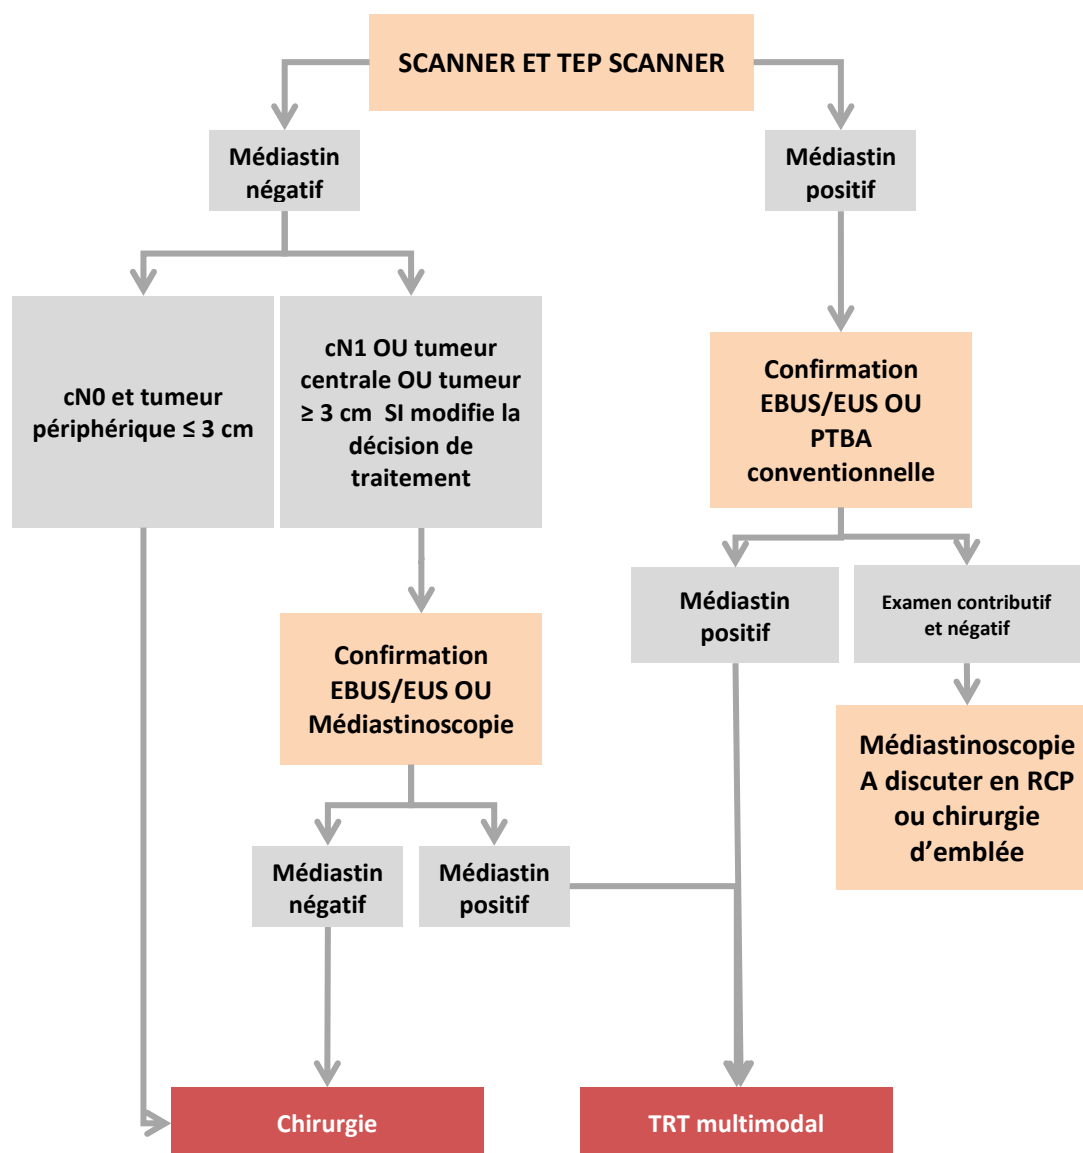 SCANNER ET TEP SCANNER
Médiastin
négatif
Médiastin
positif
cN0 et tumeur
périphérique ≤ 3 cm
cN1 OU tumeur
centrale OU tumeur
≥ 3 cm SI modifie la
décision de
traitement
Confirmation
EBUS/EUS OU
PTBA
conventionnelle
Médiastin
positif
Examen contributif
et négatif
Confirmation
EBUS/EUS OU
Médiastinoscopie
Médiastinoscopie
A discuter en RCP
ou chirurgie
d’emblée
Médiastin
négatif
Médiastin
positif
Chirurgie
TRT multimodal